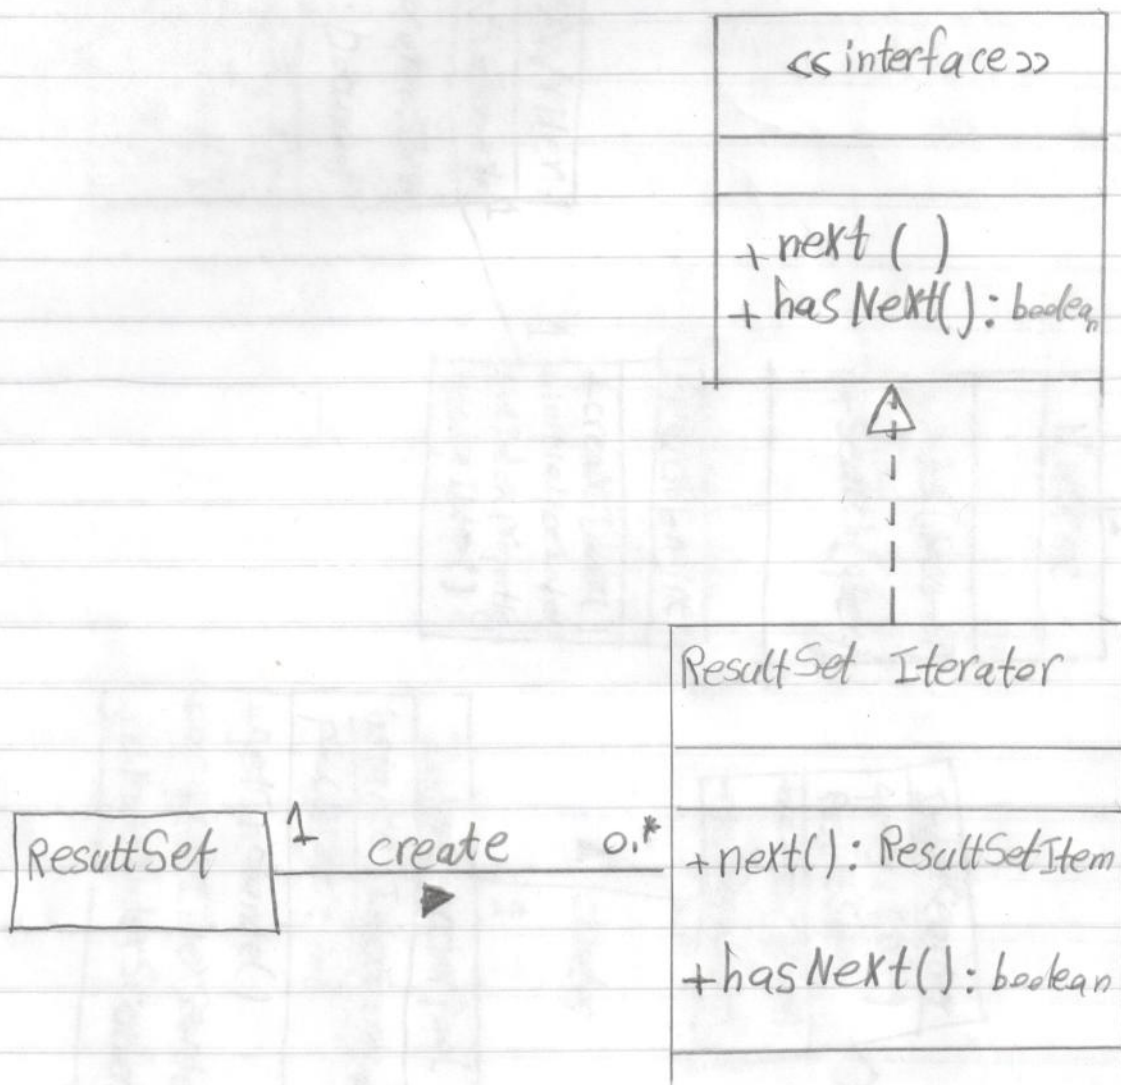 <<interface>>
+ next ( )
+ hasNext(): boolean
ResultSet Iterator
ResultSet
1
create
0.*
+next(): ResultSetItem
+hasNext(): boolean